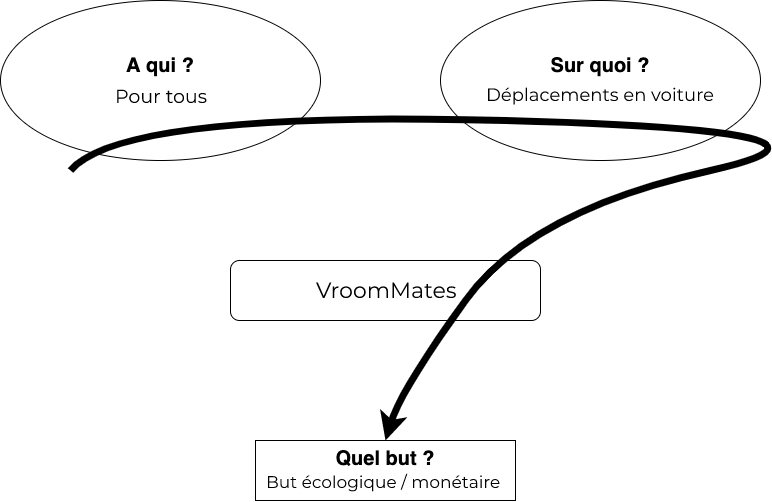 A qui ?
Pour tous
Sur quoi ?
Déplacements en voiture
VroomMates
Quel but ?
But écologique / monétaire